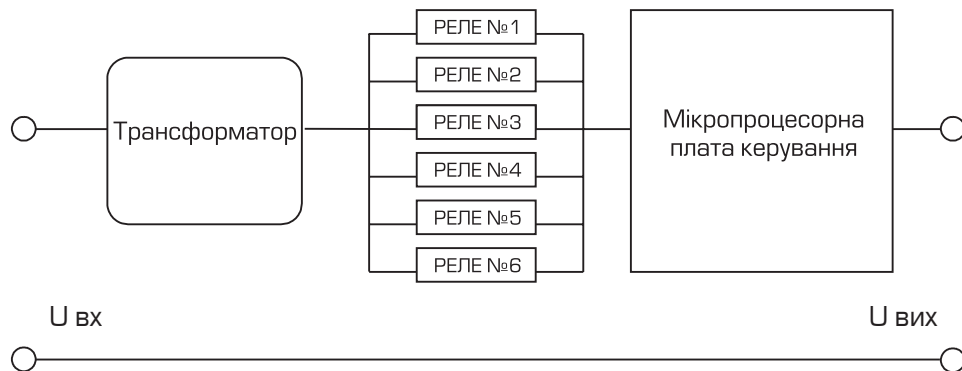 РЕЛЕ №1
РЕЛЕ №2
Трансформатор
РЕЛЕ №3
Мікропроцесорна
плата керування
РЕЛЕ №4
РЕЛЕ №5
РЕЛЕ №6
U вх
U вих